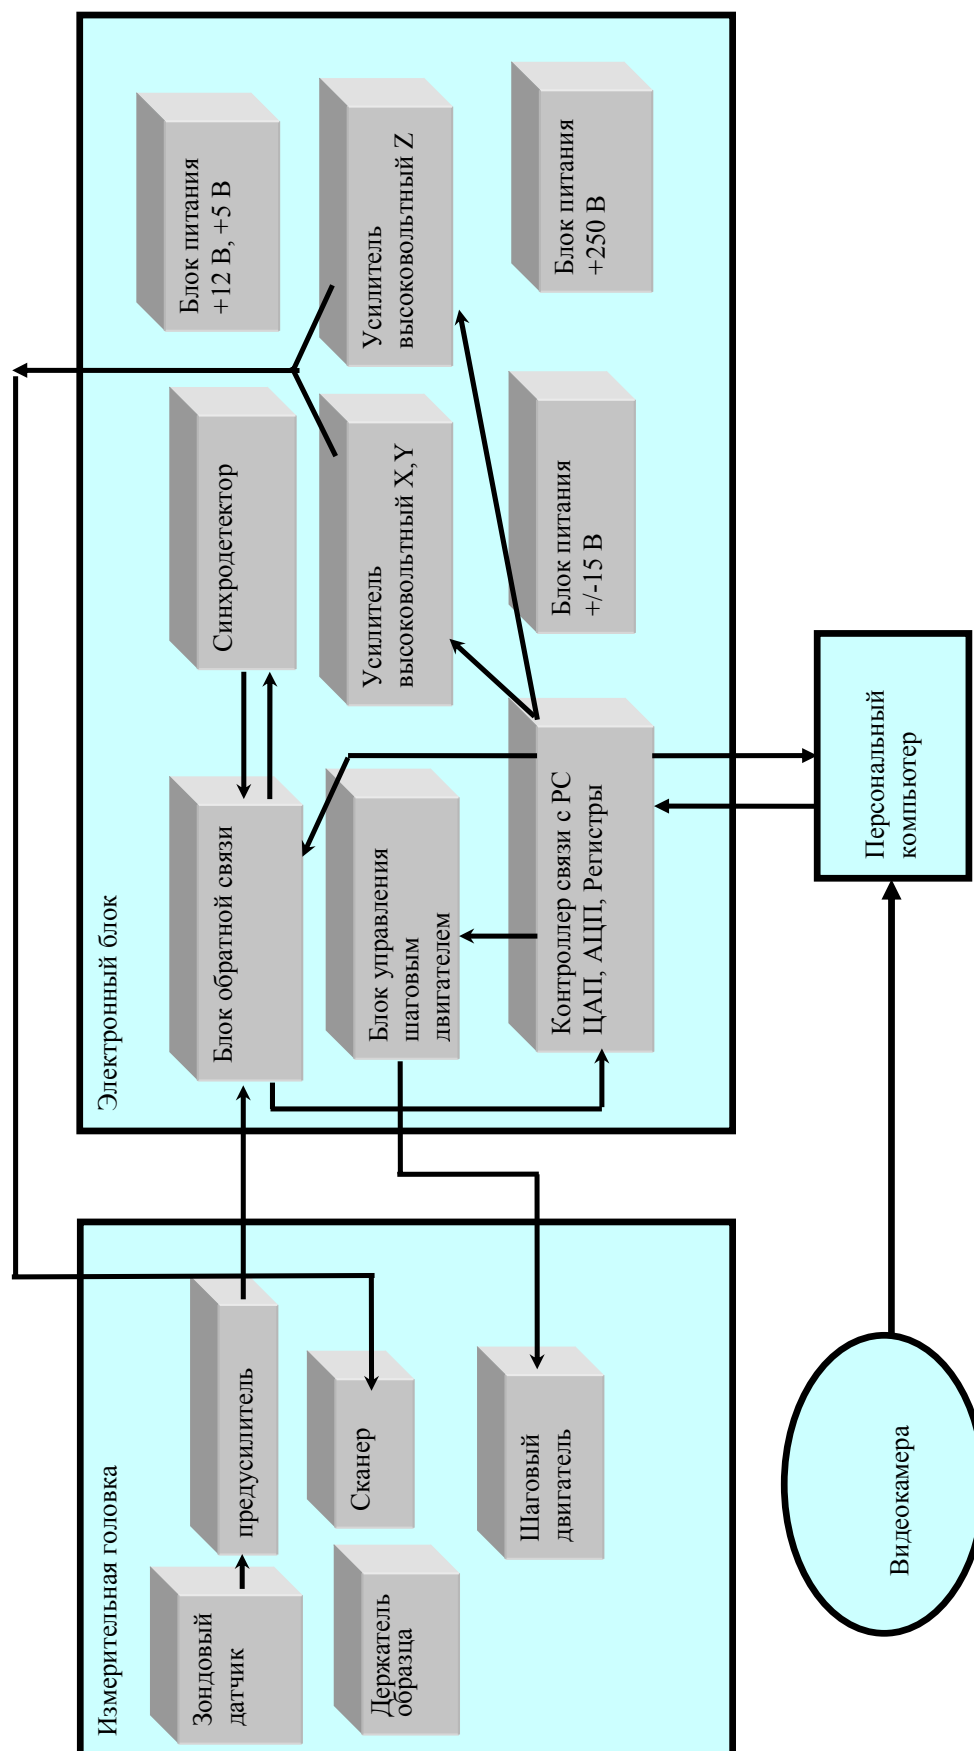 Измерительная головка
Зондовый
датчик
предусилитель
Держатель
образца
Сканер
Шаговый
двигатель
Электронный блок
Блок обратной связи
Синхродетектор
Блок питания
+12 В, +5 В
Блок управления
шаговым
двигателем
Усилитель
высоковольтный X,Y
Усилитель
высоковольтный Z
Контроллер связи с PC
ЦАП, АЦП, Регистры
Блок питания
+/-15 В
Блок питания
+250 В
Видеокамера
Персональный
компьютер